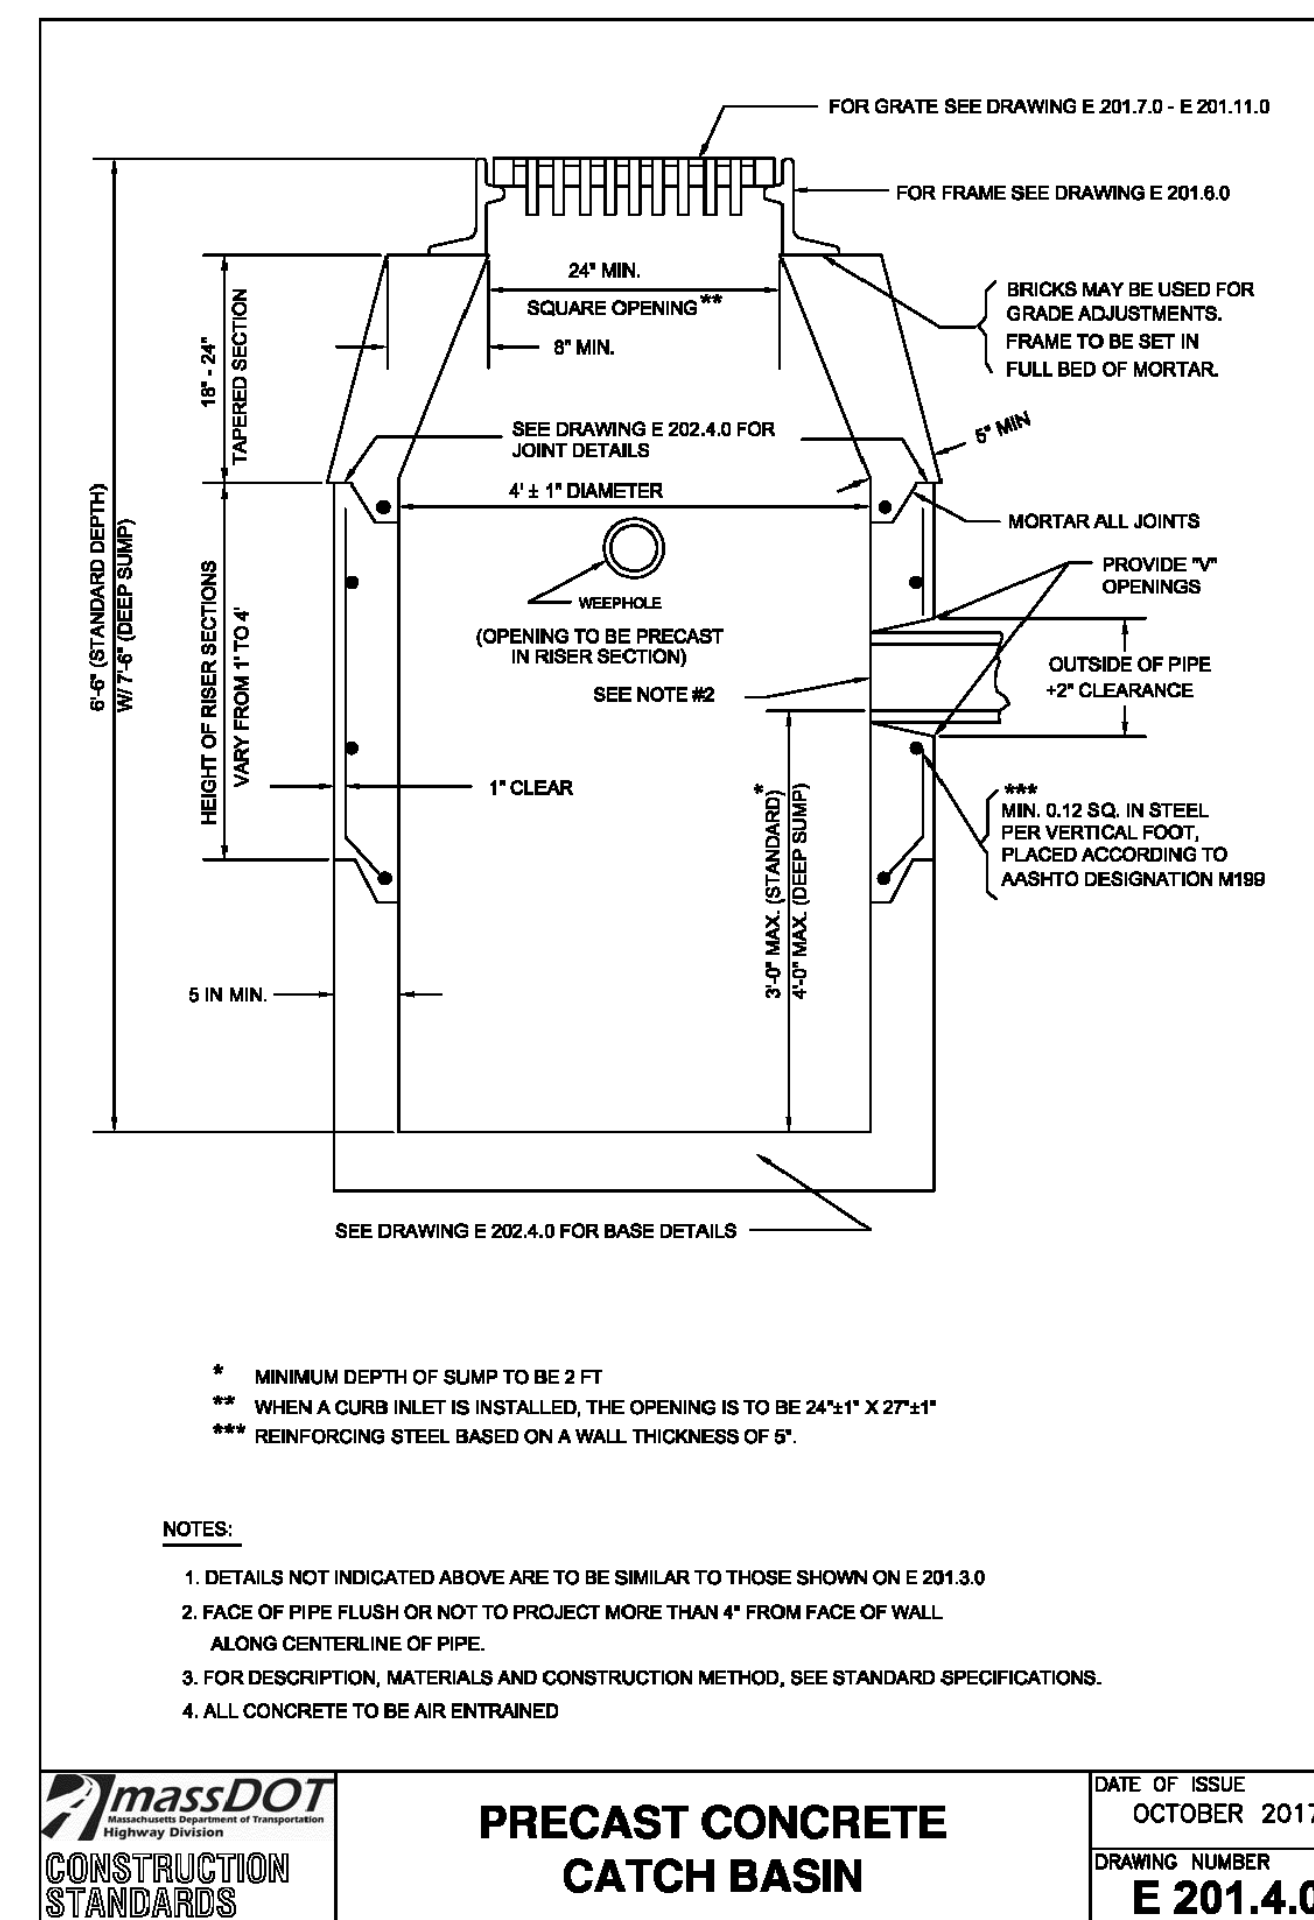 FOR GRATE SEE DRAWING E 201.7.0 - E 201.11.0
FOR FRAME SEE DRAWING E 201.6.0
24" MIN.
SQUARE OPENING**
8" MIN.
BRICKS MAY BE USED FOR
GRADE ADJUSTMENTS.
FRAME TO BE SET IN
FULL BED OF MORTAR.
18" - 24"
TAPERED SECTION
5" MIN
SEE DRAWING E 202.4.0 FOR
JOINT DETAILS
4' ± 1" DIAMETER
MORTAR ALL JOINTS
6'-6" (STANDARD DEPTH)
W/ 7'-6" (DEEP SUMP)
HEIGHT OF RISER SECTIONS
VARY FROM 1' TO 4'
WEEPHOLE
(OPENING TO BE PRECAST
IN RISER SECTION)
PROVIDE "V"
OPENINGS
OUTSIDE OF PIPE
+2" CLEARANCE
SEE NOTE #2
1" CLEAR
3'-0" MAX. (STANDARD)*
4'-0" MAX. (DEEP SUMP)
***
MIN. 0.12 SQ. IN STEEL
PER VERTICAL FOOT,
PLACED ACCORDING TO
AASHTO DESIGNATION M199
5 IN MIN.
SEE DRAWING E 202.4.0 FOR BASE DETAILS
* MINIMUM DEPTH OF SUMP TO BE 2 FT
** WHEN A CURB INLET IS INSTALLED, THE OPENING IS TO BE 24"±1" X 27"±1"
*** REINFORCING STEEL BASED ON A WALL THICKNESS OF 5".
NOTES:
1. DETAILS NOT INDICATED ABOVE ARE TO BE SIMILAR TO THOSE SHOWN ON E 201.3.0
2. FACE OF PIPE FLUSH OR NOT TO PROJECT MORE THAN 4" FROM FACE OF WALL
ALONG CENTERLINE OF PIPE.
3. FOR DESCRIPTION, MATERIALS AND CONSTRUCTION METHOD, SEE STANDARD SPECIFICATIONS.
4. ALL CONCRETE TO BE AIR ENTRAINED
massDOT
Massachusetts Department of Transportation
Highway Division
CONSTRUCTION
STANDARDS
PRECAST CONCRETE
CATCH BASIN
DATE OF ISSUE
OCTOBER 2017
DRAWING NUMBER
E 201.4.0